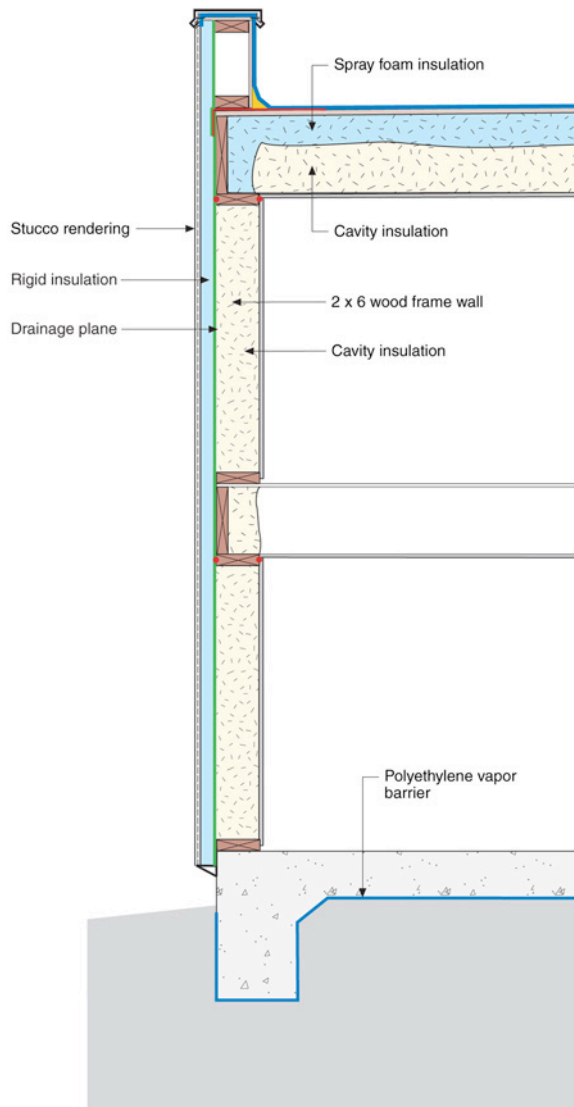 Spray foam insulation
Stucco rendering
Cavity insulation
Rigid insulation
2 x 6 wood frame wall
Drainage plane
Cavity insulation
Polyethylene vapor
barrier